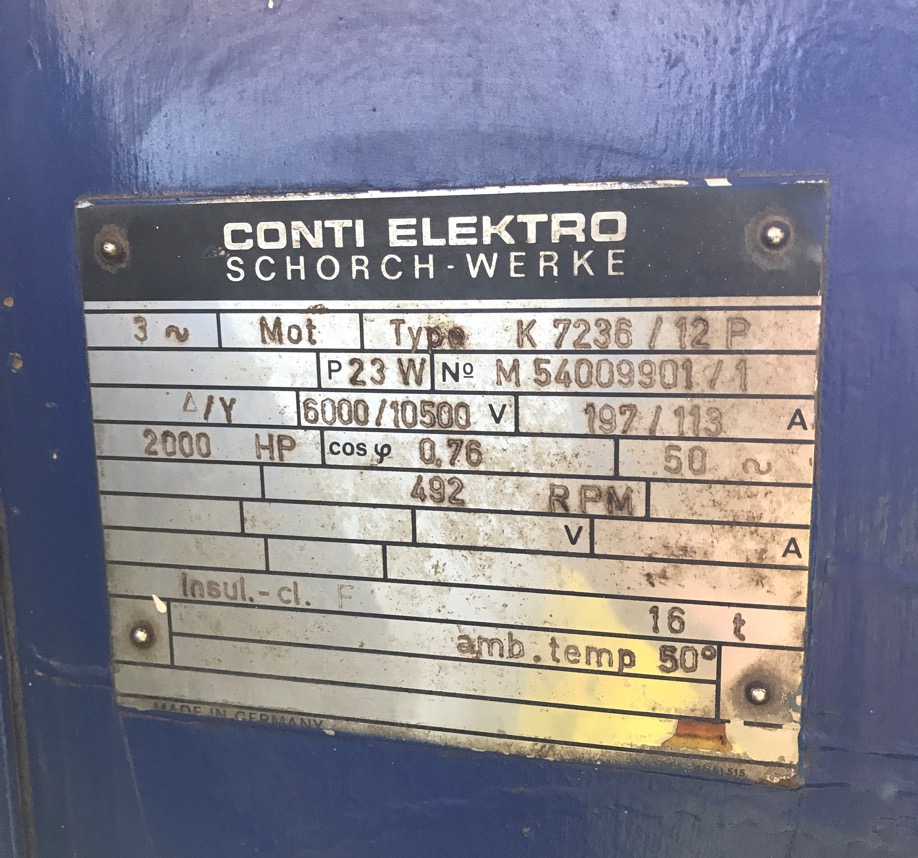 CONTI ELEKTRO
SCHORCH-WERKE
3 ~ Mot Type K 7236/12 P
P23 W Nº M 54009901/1
△/Y 6000/10500 V 197/113 A
2000 HP cos φ 0,76 50 ~
492 RPM
V A
Insul.-cl. F
16 t
amb.temp 50°
MADE IN GERMANY